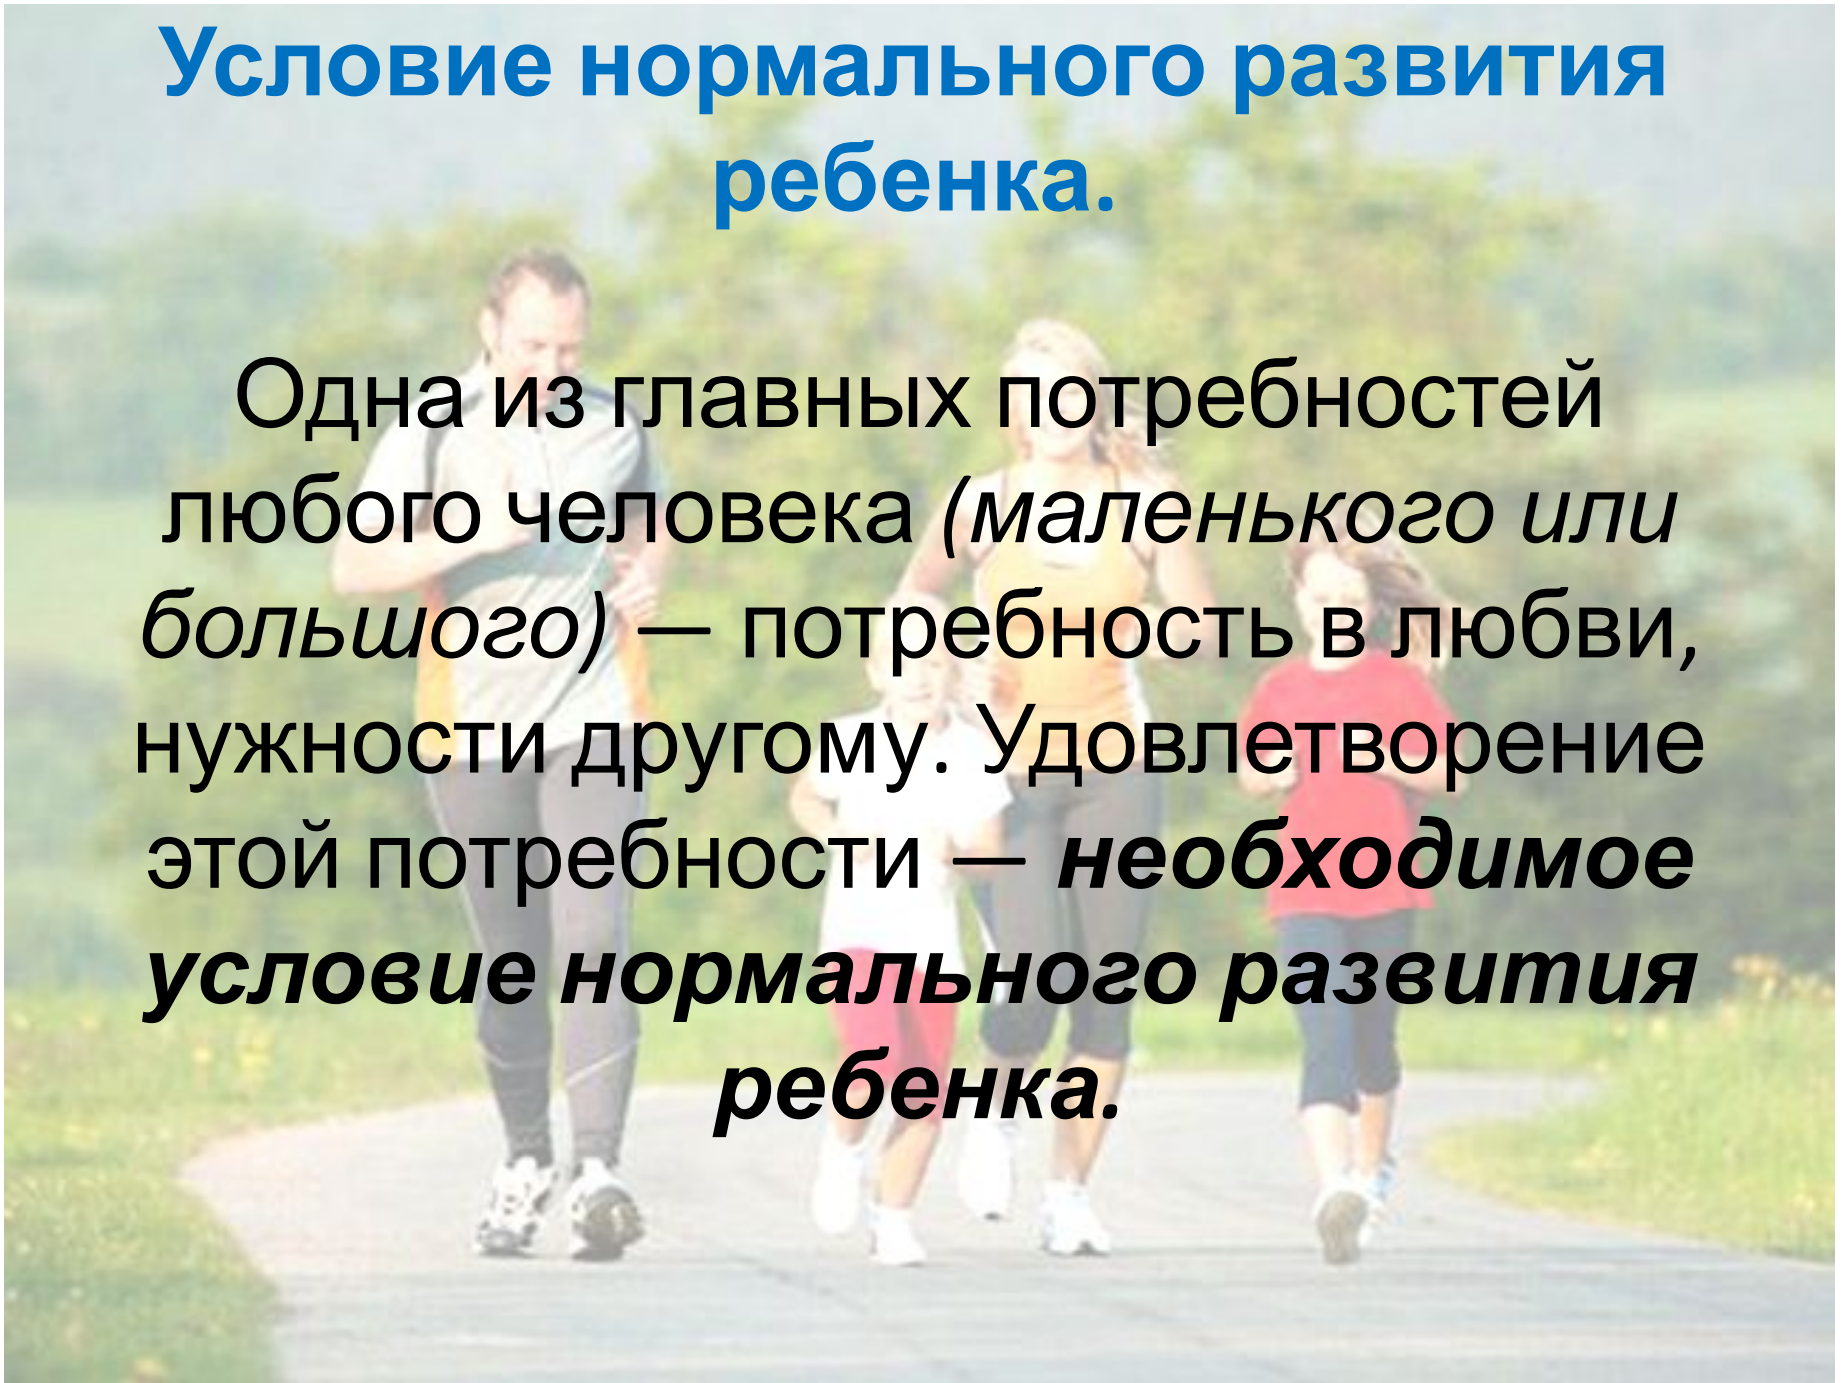 Условие нормального развития
ребенка.
Одна из главных потребностей
любого человека (маленького или
большого) — потребность в любви,
нужности другому. Удовлетворение
этой потребности — необходимое
условие нормального развития
ребенка.